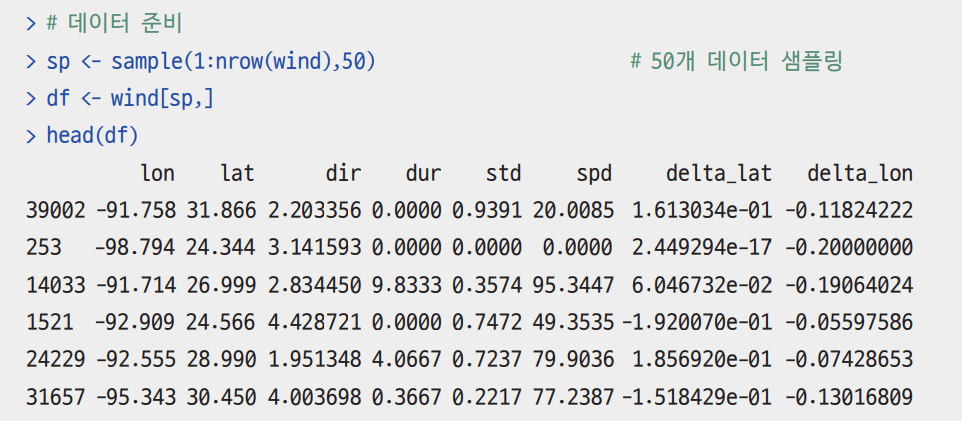 > # 데이터 준비
> sp <- sample(1:nrow(wind),50) # 50개 데이터 샘플링
> df <- wind[sp,]
> head(df)
lon lat dir dur std spd delta_lat delta_lon
39002 -91.758 31.866 2.203356 0.0000 0.9391 20.0085 1.613034e-01 -0.11824222
253 -98.794 24.344 3.141593 0.0000 0.0000 0.0000 2.449294e-17 -0.20000000
14033 -91.714 26.999 2.834450 9.8333 0.3574 95.3447 6.046732e-02 -0.19064024
1521 -92.909 24.566 4.428721 0.0000 0.7472 49.3535 -1.920070e-01 -0.05597586
24229 -92.555 28.990 1.951348 4.0667 0.7237 79.9036 1.856920e-01 -0.07428653
31657 -95.343 30.450 4.003698 0.3667 0.2217 77.2387 -1.518429e-01 -0.13016809